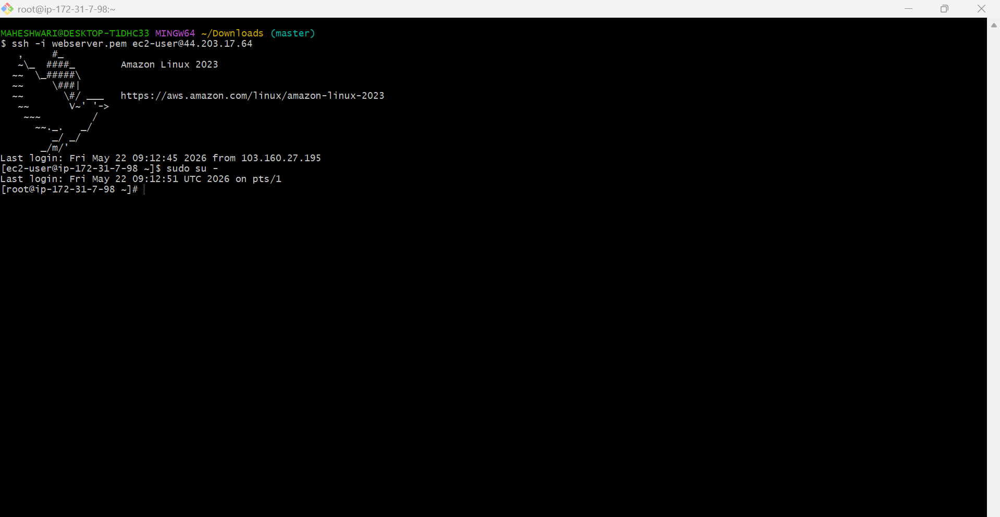 root@ip-172-31-7-98:~
MAHESHWARI@DESKTOP-T1DHC33 MINGW64 ~/Downloads (master)
$ ssh -i webserver.pem ec2-user@44.203.17.64
   ,     #_
   ~\_  ####_        Amazon Linux 2023
  ~~  \_#####\
  ~~     \###|
  ~~       \#/ ___   https://aws.amazon.com/linux/amazon-linux-2023
   ~~       V~' '->
    ~~~         /
      ~~._.   _/
         _/ _/
       _/m/'
Last login: Fri May 22 09:12:45 2026 from 103.160.27.195
[ec2-user@ip-172-31-7-98 ~]$ sudo su -
Last login: Fri May 22 09:12:51 UTC 2026 on pts/1
[root@ip-172-31-7-98 ~]#